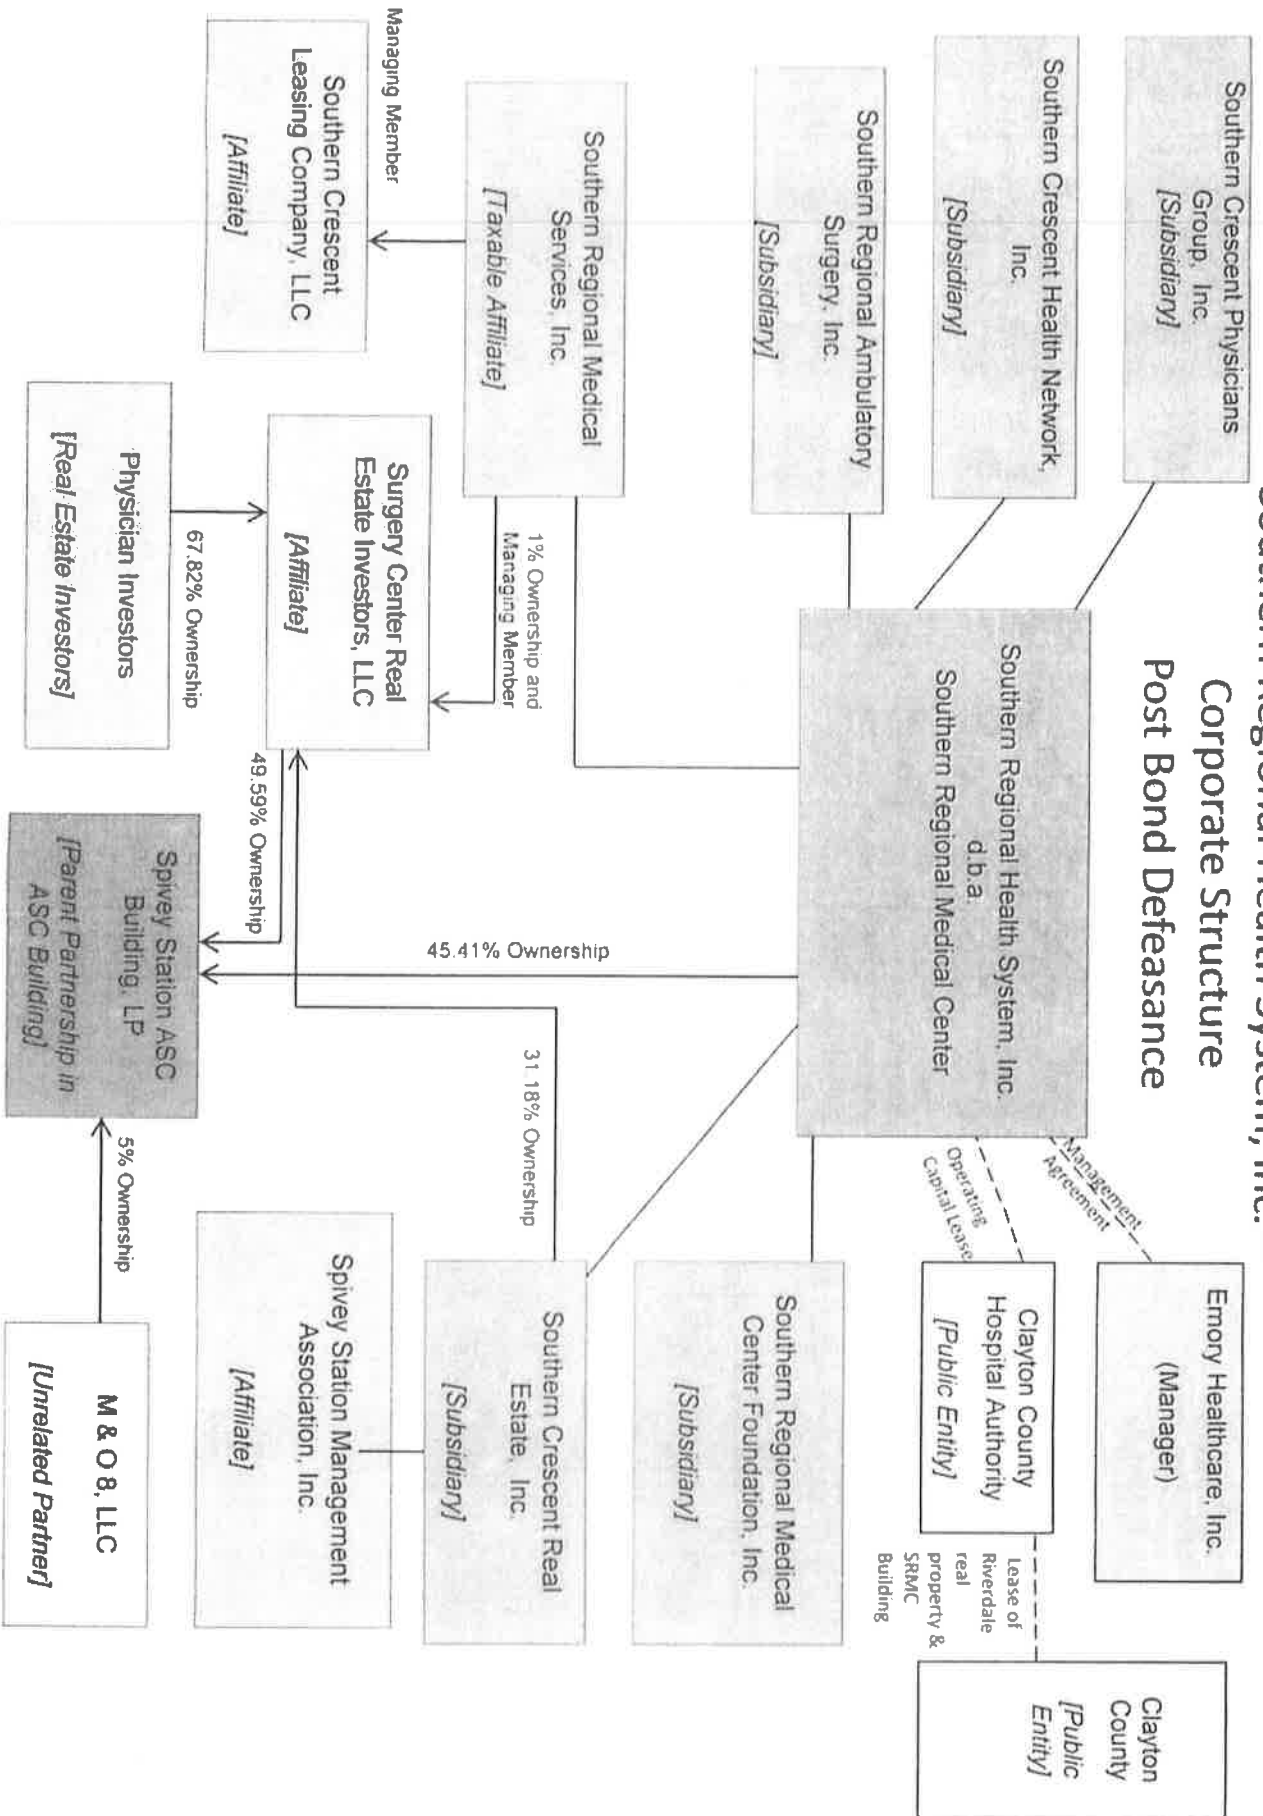 Southern Regional Health System, Inc.
Corporate Structure
Post Bond Defeasance
Southern Crescent Physicians
Group, Inc.
[Subsidiary]
Southern Crescent Health Network,
Inc.
[Subsidiary]
Southern Regional Ambulatory
Surgery, Inc.
[Subsidiary]
Southern Regional Medical
Services, Inc.
[Taxable Affiliate]
Managing Member
Southern Crescent
Leasing Company, LLC
[Affiliate]
Southern Regional Health System, Inc.
d.b.a.
Southern Regional Medical Center
1% Ownership and
Managing Member
Surgery Center Real
Estate Investors, LLC
[Affiliate]
67.82% Ownership
Physician Investors
[Real Estate Investors]
49.59% Ownership
45.41% Ownership
Spivey Station ASC
Building, LP
[Parent Partnership in
ASC Building]
31.18% Ownership
5% Ownership
Management
Agreement
Emory Healthcare, Inc.
(Manager)
Operating
Capital Lease
Clayton County
Hospital Authority
[Public Entity]
Lease of
Riverdale
real
property &
SRMC
Building
Clayton
County
[Public
Entity]
Southern Regional Medical
Center Foundation, Inc.
[Subsidiary]
Southern Crescent Real
Estate, Inc.
[Subsidiary]
Spivey Station Management
Association, Inc.
[Affiliate]
M & O 8, LLC
[Unrelated Partner]